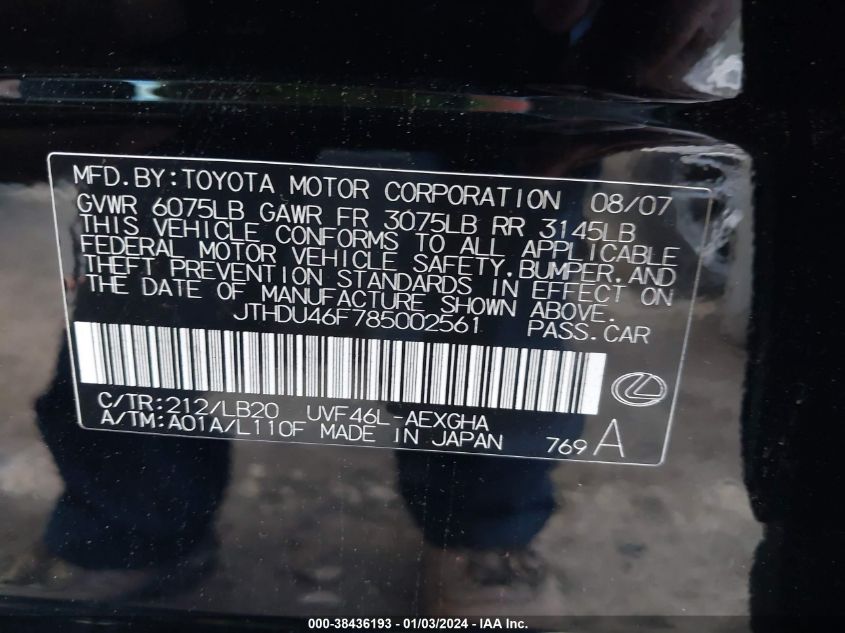 MFD.BY:TOYOTA MOTOR CORPORATION 08/07
GVWR 6075LB GAWR FR 3075LB RR 3145LB
THIS VEHICLE CONFORMS TO ALL APPLICABLE
FEDERAL MOTOR VEHICLE SAFETY,BUMPER,AND
THEFT PREVENTION STANDARDS IN EFFECT ON
THE DATE OF MANUFACTURE SHOWN ABOVE.
JTHDU46F785002561 PASS.CAR
C/TR:212/LB20 UVF46L-AEXGHA
A/TM:A01A/L110F MADE IN JAPAN 769 A
000-38436193 - 01/03/2024 - IAA Inc.